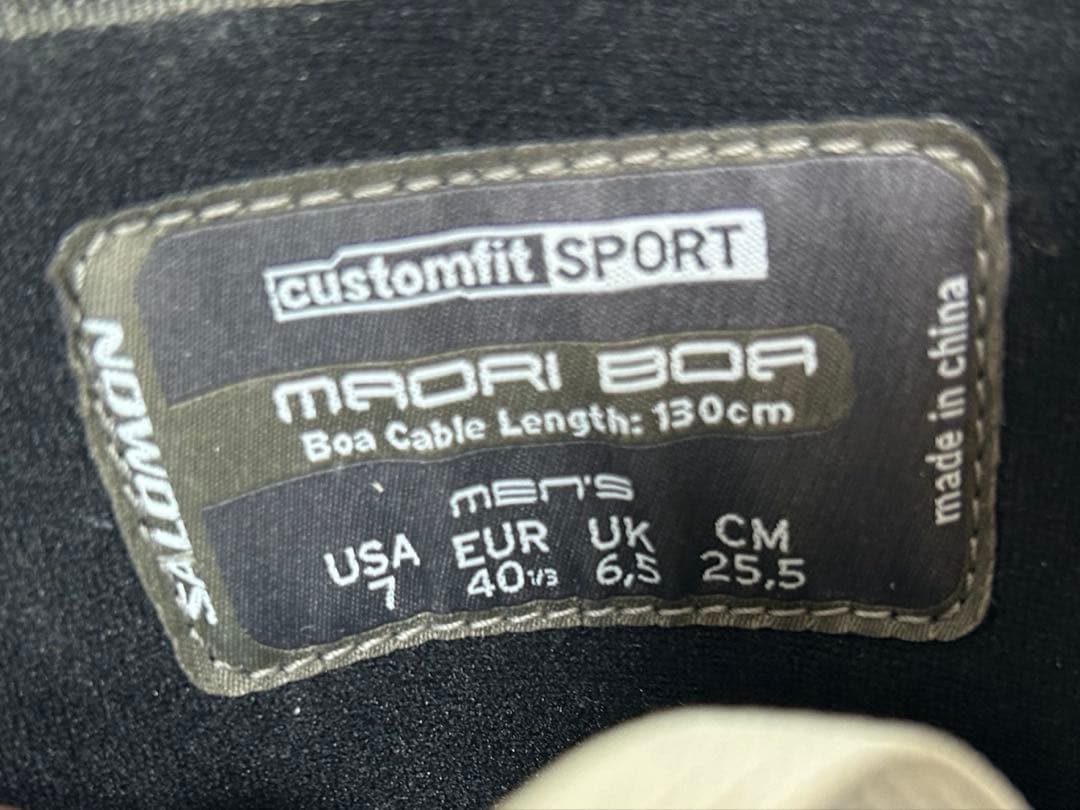 customfit SPORT
MAORI BOA
Boa Cable Length: 130cm
men's
USA EUR UK CM
7 40 1/3 6,5 25,5
SALOMON
made in china